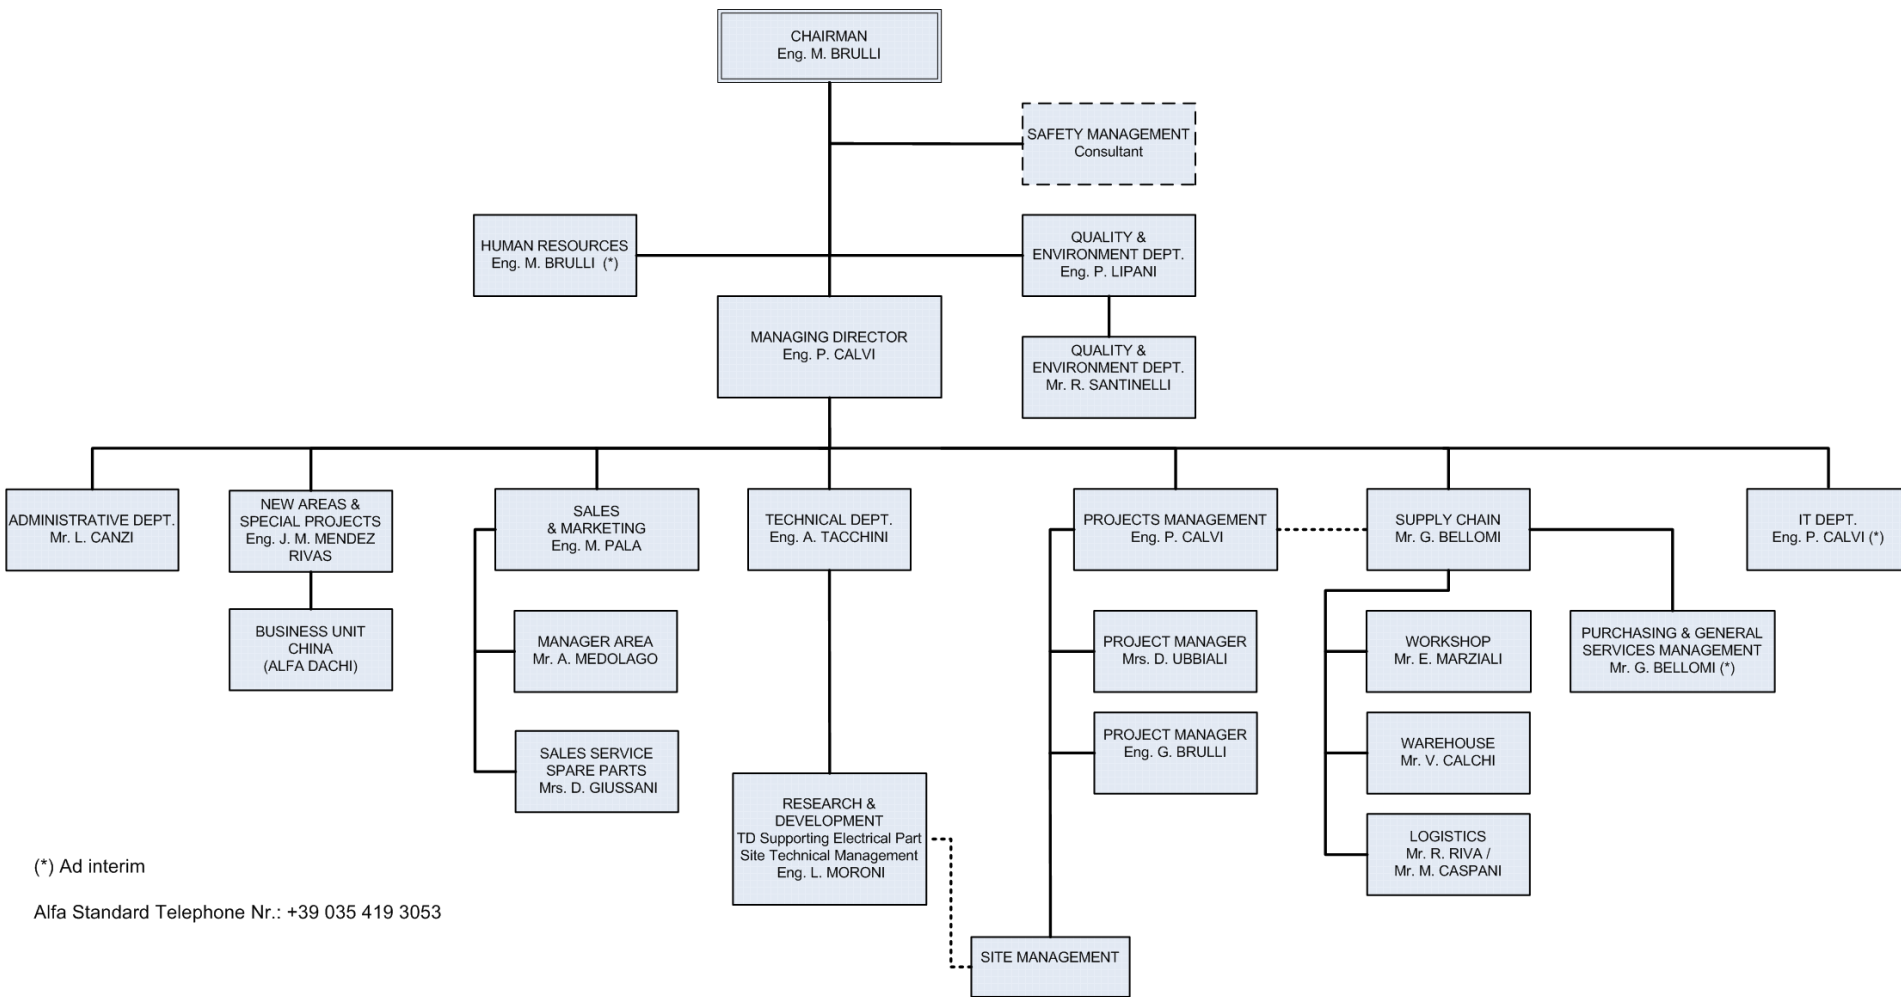 CHAIRMAN
Eng. M. BRULLI
SAFETY MANAGEMENT
Consultant
HUMAN RESOURCES
Eng. M. BRULLI (*)
QUALITY &
ENVIRONMENT DEPT.
Eng. P. LIPANI
MANAGING DIRECTOR
Eng. P. CALVI
QUALITY &
ENVIRONMENT DEPT.
Mr. R. SANTINELLI
ADMINISTRATIVE DEPT.
Mr. L. CANZI
NEW AREAS &
SPECIAL PROJECTS
Eng. J. M. MENDEZ
RIVAS
SALES
& MARKETING
Eng. M. PALA
TECHNICAL DEPT.
Eng. A. TACCHINI
PROJECTS MANAGEMENT
Eng. P. CALVI
SUPPLY CHAIN
Mr. G. BELLOMI
IT DEPT.
Eng. P. CALVI (*)
BUSINESS UNIT
CHINA
(ALFA DACHI)
MANAGER AREA
Mr. A. MEDOLAGO
PROJECT MANAGER
Mrs. D. UBBIALI
WORKSHOP
Mr. E. MARZIALI
PURCHASING & GENERAL
SERVICES MANAGEMENT
Mr. G. BELLOMI (*)
SALES SERVICE
SPARE PARTS
Mrs. D. GIUSSANI
PROJECT MANAGER
Eng. G. BRULLI
WAREHOUSE
Mr. V. CALCHI
RESEARCH &
DEVELOPMENT
TD Supporting Electrical Part
Site Technical Management
Eng. L. MORONI
LOGISTICS
Mr. R. RIVA /
Mr. M. CASPANI
SITE MANAGEMENT
(*) Ad interim
Alfa Standard Telephone Nr.: +39 035 419 3053